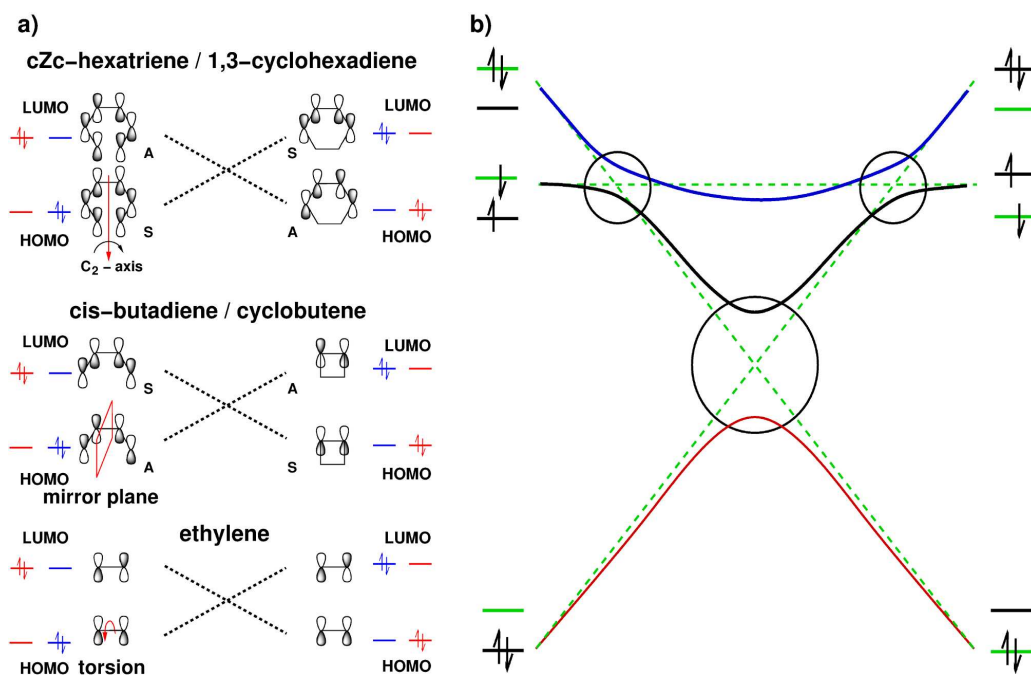 a)
cZc−hexatriene / 1,3−cyclohexadiene
LUMO
LUMO
A
S
S
A
HOMO
HOMO
C2 − axis
cis−butadiene / cyclobutene
LUMO
LUMO
S
A
A
S
HOMO
HOMO
mirror plane
ethylene
LUMO
LUMO
HOMO
HOMO
torsion
b)